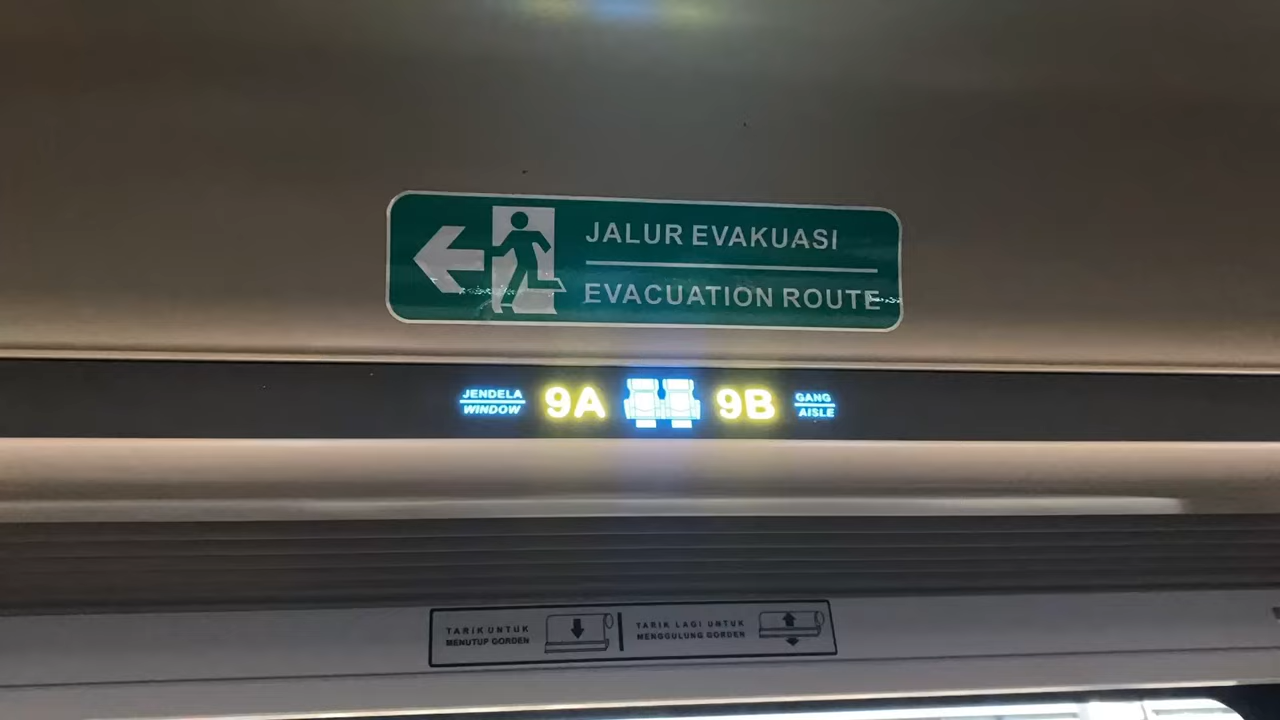 JALUR EVAKUASI
EVACUATION ROUTE
JENDELA
WINDOW
9A
9B
GANG
AISLE
TARIK UNTUK
MENUTUP GORDEN
TARIK LAGI UNTUK
MENGGULUNG GORDEN